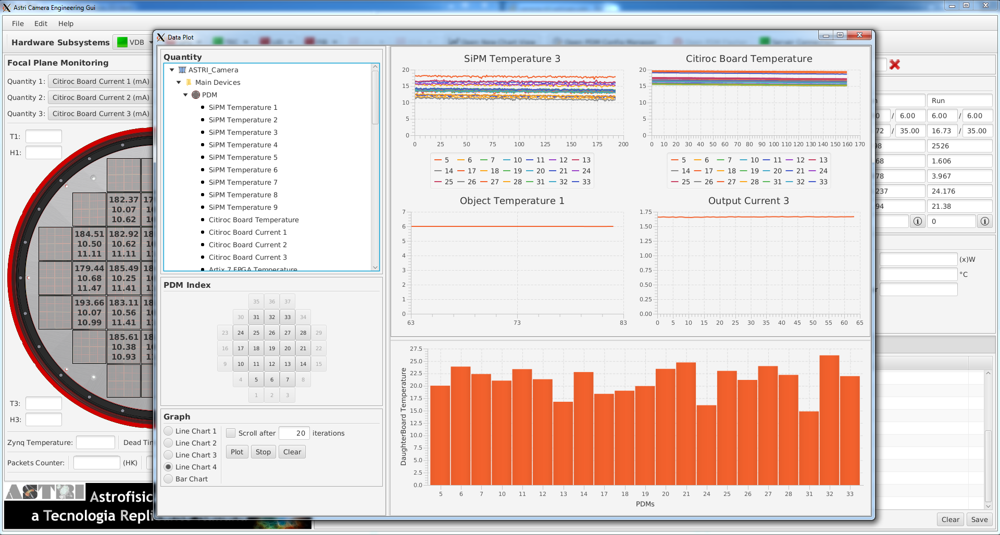 Astri Camera Engineering Gui
File Edit Help
Hardware Subsystems VDB
Focal Plane Monitoring
Quantity 1: Citiroc Board Current 1 (mA)
Quantity 2: Citiroc Board Current 2 (mA)
Quantity 3: Citiroc Board Current 3 (mA)
T1:
H1:
182.37
10.07
10.62
184.51 182.92
10.50 10.62
11.11 11.11
179.44 185.49
10.68 10.25
11.47 11.41
193.66 183.11
10.07 10.56
10.99 11.41
185.61
10.38
10.93
T3:
H3:
Zynq Temperature: Dead Tim
Packets Counter: (HK)
ASTRI Astrofisic
a Tecnologia Repli
Data Plot
Quantity
ASTRI_Camera
Main Devices
PDM
SiPM Temperature 1
SiPM Temperature 2
SiPM Temperature 3
SiPM Temperature 4
SiPM Temperature 5
SiPM Temperature 6
SiPM Temperature 7
SiPM Temperature 8
SiPM Temperature 9
Citiroc Board Temperature
Citiroc Board Current 1
Citiroc Board Current 2
Citiroc Board Current 3
Artix 7 FPGA Temperature
PDM Index
35 36 37
30 31 32 33 34
23 24 25 26 27 28 29
16 17 18 19 20 21 22
9 10 11 12 13 14 15
4 5 6 7 8
1 2 3
Graph
Line Chart 1
Line Chart 2
Line Chart 3
Line Chart 4
Bar Chart
Scroll after 20 iterations
Plot Stop Clear
SiPM Temperature 3
20
15
10
5
0
0 25 50 75 100 125 150 175 200
5 6 7 10 11 12 13
14 17 18 19 20 21 24
25 26 27 28 31 32 33
Citiroc Board Temperature
20
15
10
5
0
0 10 20 30 40 50 60 70 80 90 100 110 120 130 140 150 160 170
5 6 7 10 11 12 13
14 17 18 19 20 21 24
25 26 27 28 31 32 33
Object Temperature 1
7
6
5
4
3
2
1
0
63 73 83
Output Current 3
1.75
1.50
1.25
1.00
0.75
0.50
0.25
0.00
0 5 10 15 20 25 30 35 40 45 50 55 60 65
DaughterBoard Temperature
27.5
25.0
22.5
20.0
17.5
15.0
12.5
10.0
7.5
5.0
2.5
0.0
5 6 7 10 11 12 13 14 17 18 19 20 21 24 25 26 27 28 31 32 33
PDMs
Run
/ 6.00 6.00 / 6.00
72 / 35.00 16.73 / 35.00
98 2526
68 1.606
78 3.967
237 24.176
94 21.38
0
(x)W
°C
Clear Save